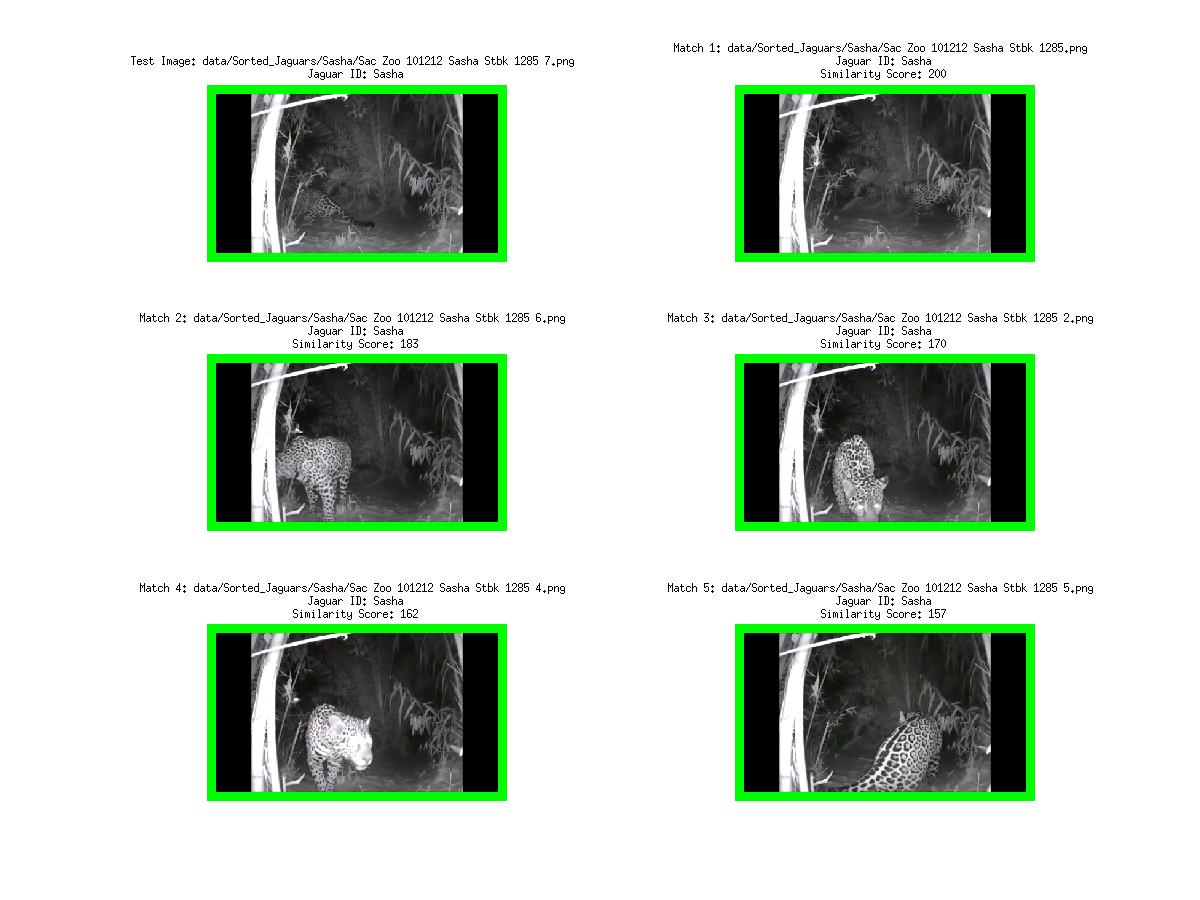 Test Image: data/Sorted_Jaguars/Sasha/Sac Zoo 101212 Sasha Stbk 1285 7.png
Jaguar ID: Sasha
Match 1: data/Sorted_Jaguars/Sasha/Sac Zoo 101212 Sasha Stbk 1285.png
Jaguar ID: Sasha
Similarity Score: 200
Match 2: data/Sorted_Jaguars/Sasha/Sac Zoo 101212 Sasha Stbk 1285 6.png
Jaguar ID: Sasha
Similarity Score: 183
Match 3: data/Sorted_Jaguars/Sasha/Sac Zoo 101212 Sasha Stbk 1285 2.png
Jaguar ID: Sasha
Similarity Score: 170
Match 4: data/Sorted_Jaguars/Sasha/Sac Zoo 101212 Sasha Stbk 1285 4.png
Jaguar ID: Sasha
Similarity Score: 162
Match 5: data/Sorted_Jaguars/Sasha/Sac Zoo 101212 Sasha Stbk 1285 5.png
Jaguar ID: Sasha
Similarity Score: 157